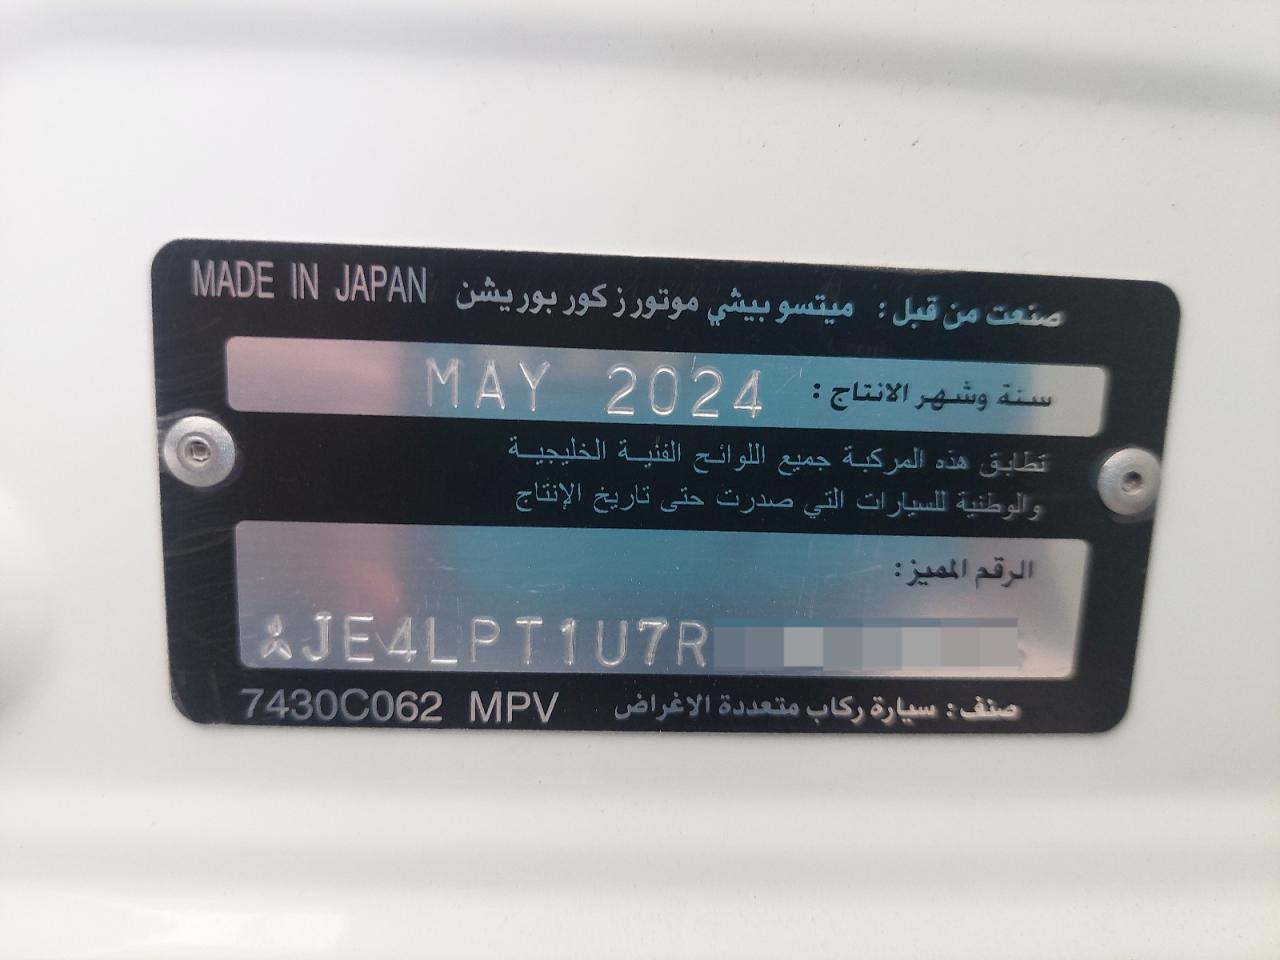 MADE IN JAPAN صنعت من قبل: ميتسو بيشي موتورز كور بوريشن
سنة وشهر الانتاج: MAY 2024
تطابق هذه المركبة جميع اللوائح الفنية الخليجية
والوطنية للسيارات التي صدرت حتى تاريخ الإنتاج
الرقم المميز:
JE4LPT1U7R
7430C062 MPV صنف: سيارة ركاب متعددة الاغراض